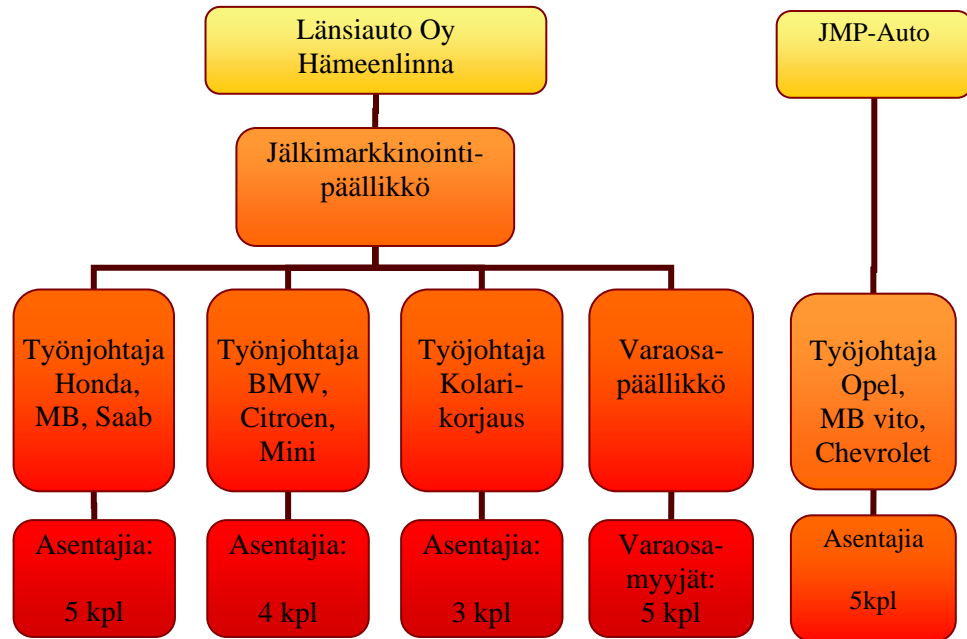 Länsiauto Oy
Hämeenlinna
JMP-Auto
Jälkimarkkinointi-
päällikkö
Työnjohtaja
Honda,
MB, Saab
Työnjohtaja
BMW,
Citroen,
Mini
Työjohtaja
Kolari-
korjaus
Varaosa-
päällikkö
Työjohtaja
Opel,
MB vito,
Chevrolet
Asentajia:
5 kpl
Asentajia:
4 kpl
Asentajia:
3 kpl
Varaosa-
myyjät:
5 kpl
Asentajia
5kpl